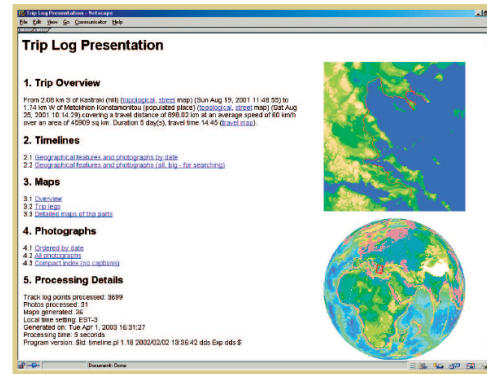 Trip Log Presentation - Netscape
File Edit View Go Communicator Help
Trip Log Presentation
1. Trip Overview
From 2.08 km S of Kastraki (hill) (topological, street map) (Sun Aug 19, 2001 11:48:55) to
1.74 km W of Metokhion Konstamonitou (populated place) (topological, street map) (Sat Aug
25, 2001 10:14:29) covering a travel distance of 898.02 km at an average speed of 60 km/h
over an area of 45909 sq km. Duration 5 day(s), travel time 14:45 (travel map).
2. Timelines
2.1 Geographical features and photographs by date
2.2 Geographical features and photographs (all, big - for searching)
3. Maps
3.1 Overview
3.2 Trip legs
3.3 Detailed maps of trip parts
4. Photographs
4.1 Ordered by date
4.2 All photographs
4.3 Compact index (no captions)
5. Processing Details
Track log points processed: 3699
Photos processed: 31
Maps generated: 36
Local time setting: EST-3
Generated on: Tue Apr 1, 2003 16:31:27
Processing time: 5 seconds
Program version: $Id: timeline.pl 1.18 2002/02/02 13:36:42 dds Exp dds $
Document: Done